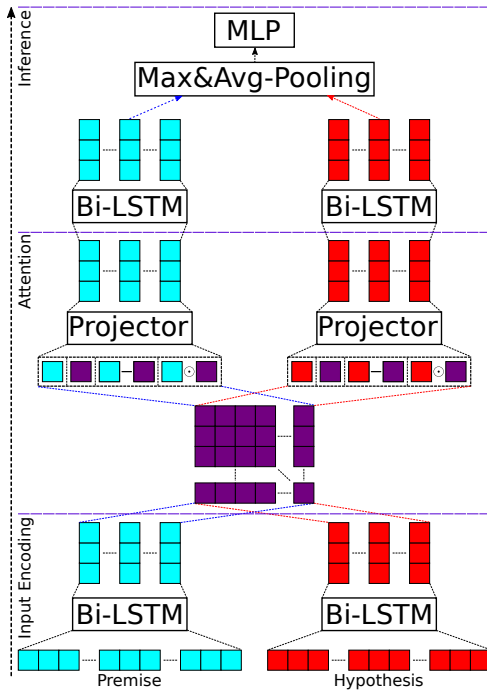 Inference
MLP
Max&Avg-Pooling
Bi-LSTM
Bi-LSTM
Attention
Projector
Projector
Input Encoding
Bi-LSTM
Bi-LSTM
Premise
Hypothesis